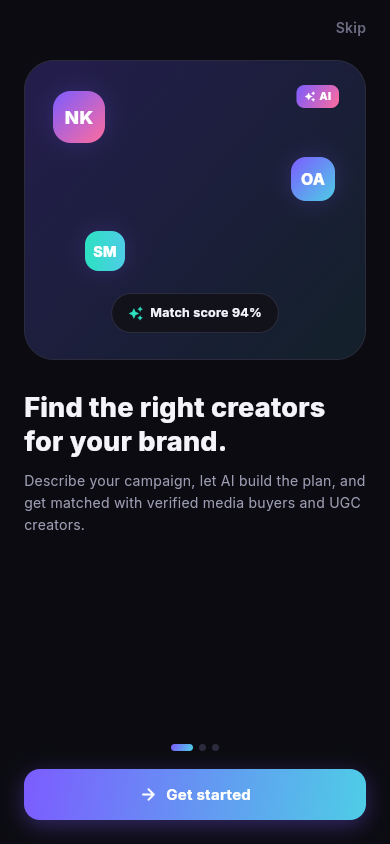 Skip
NK
AI
OA
SM
Match score 94%
Find the right creators
for your brand.
Describe your campaign, let AI build the plan, and
get matched with verified media buyers and UGC
creators.
Get started